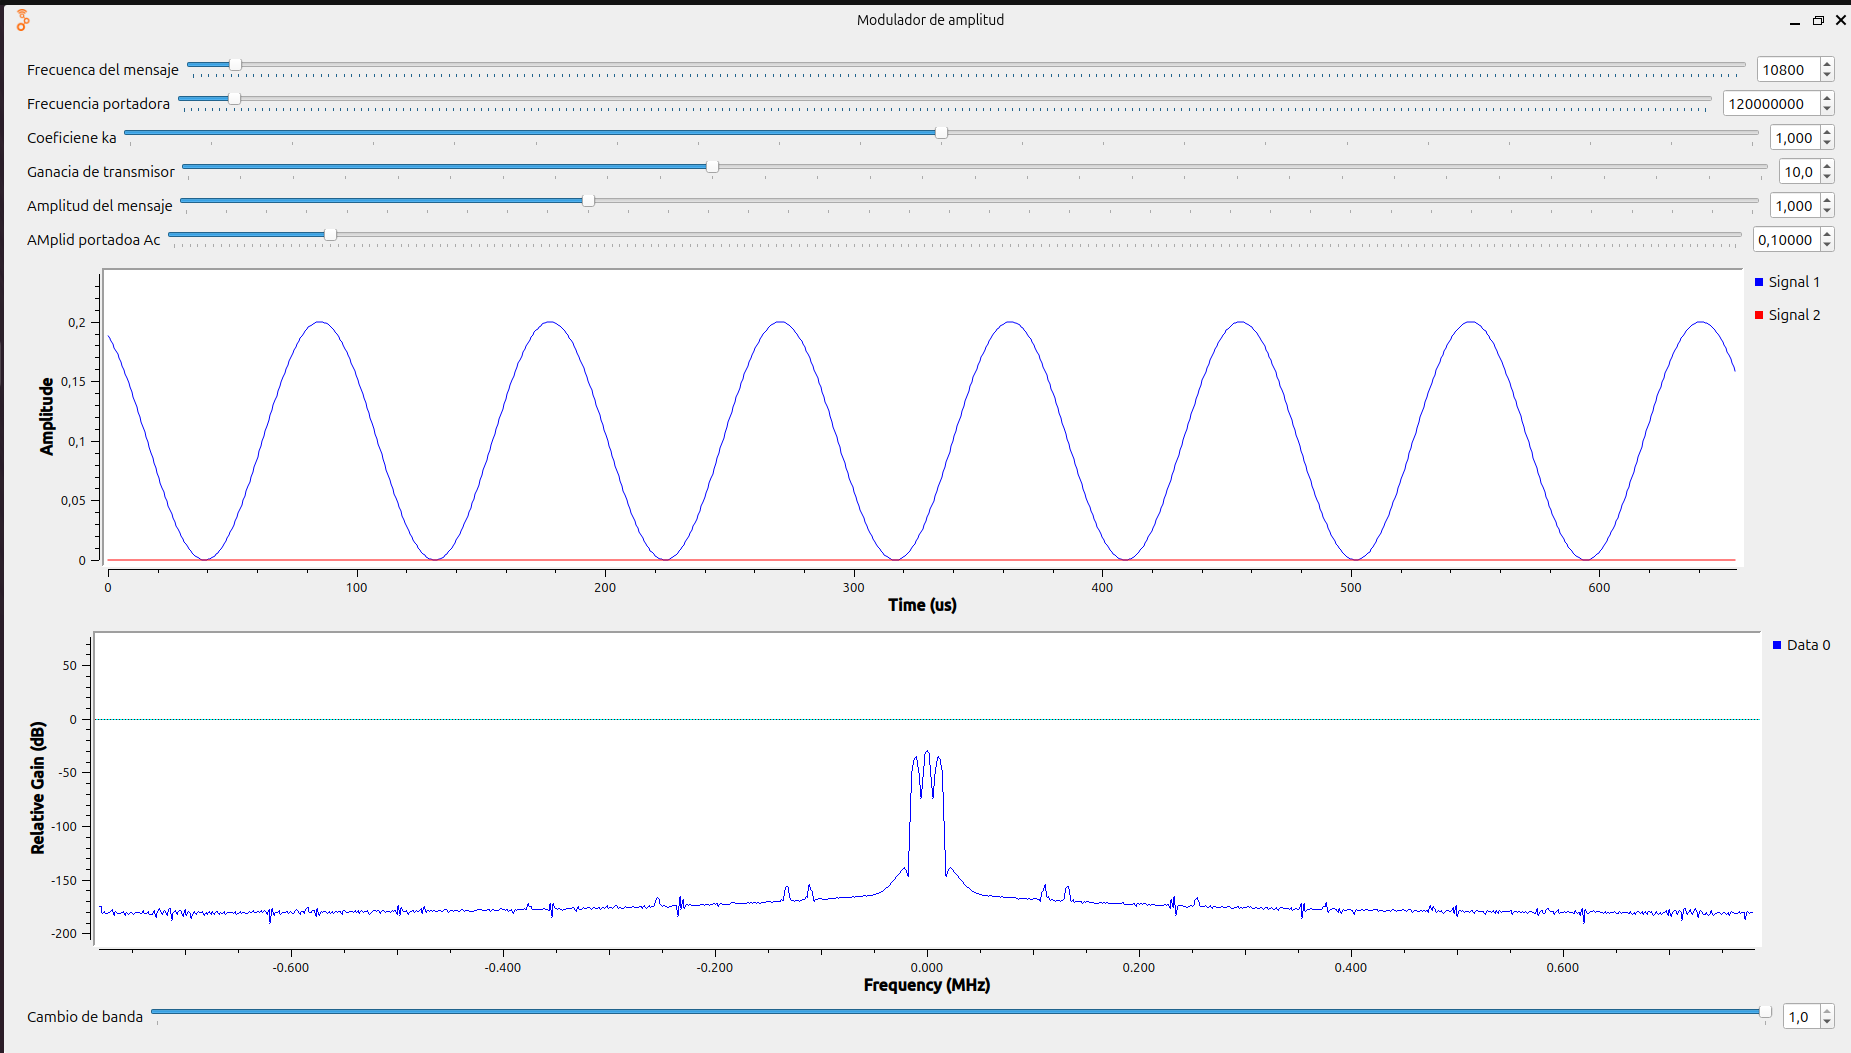 Modulador de amplitud
Frecuenca del mensaje 10800
Frecuencia portadora 120000000
Coeficiene ka 1,000
Ganacia de transmisor 10,0
Amplitud del mensaje 1,000
AMplid portadoa Ac 0,10000
Signal 1
Signal 2
Amplitude
0,2
0,15
0,1
0,05
0
0 100 200 300 400 500 600
Time (us)
Data 0
Relative Gain (dB)
50
0
-50
-100
-150
-200
-0.600 -0.400 -0.200 0.000 0.200 0.400 0.600
Frequency (MHz)
Cambio de banda 1,0